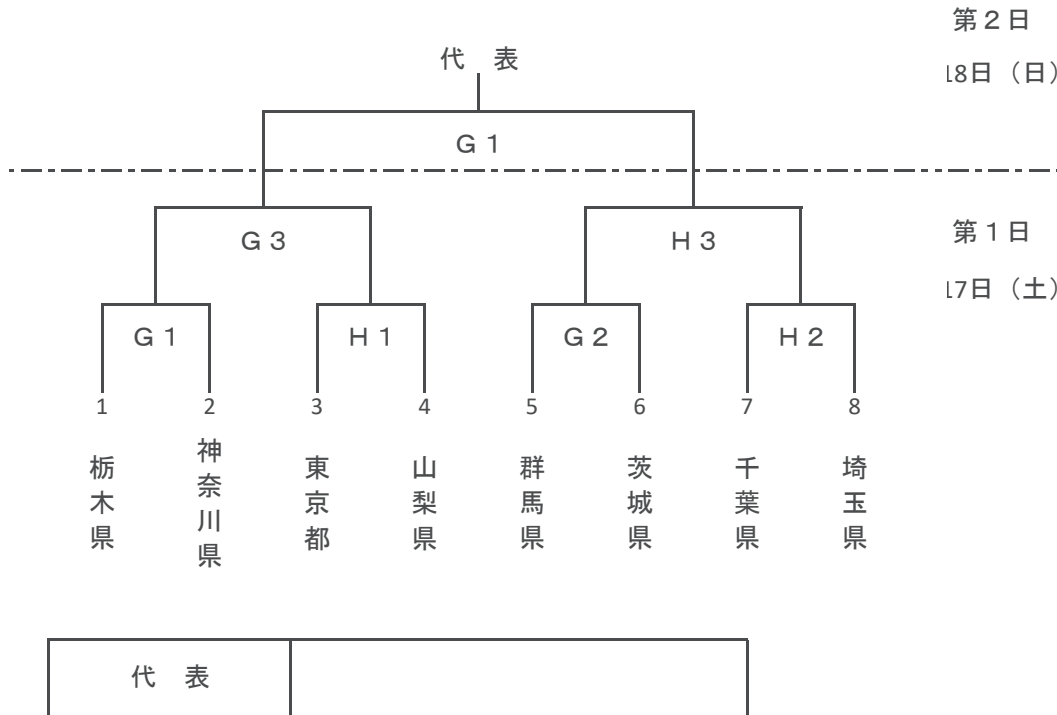 第２日
18日（日）
代　表
Ｇ１
Ｇ３
Ｈ３
第１日
17日（土）
Ｇ１
Ｈ１
Ｇ２
Ｈ２
1
2
3
4
5
6
7
8
栃木県
神奈川県
東京都
山梨県
群馬県
茨城県
千葉県
埼玉県
代　表